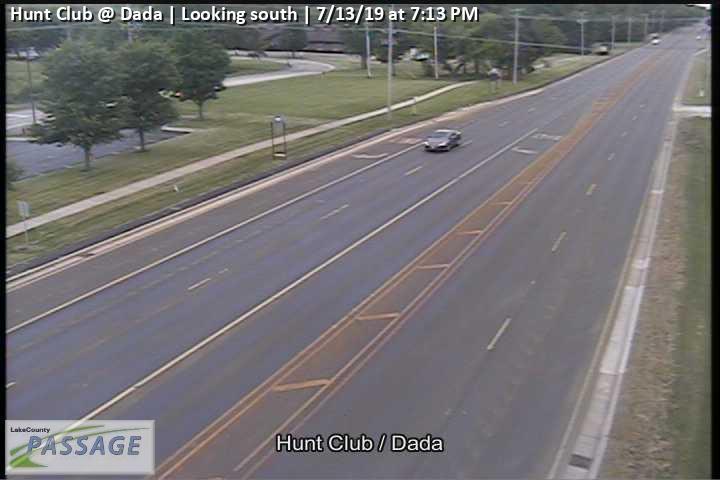 Hunt Club @ Dada | Looking south | 7/13/19 at 7:13 PM
LakeCounty
PASSAGE
Hunt Club / Dada